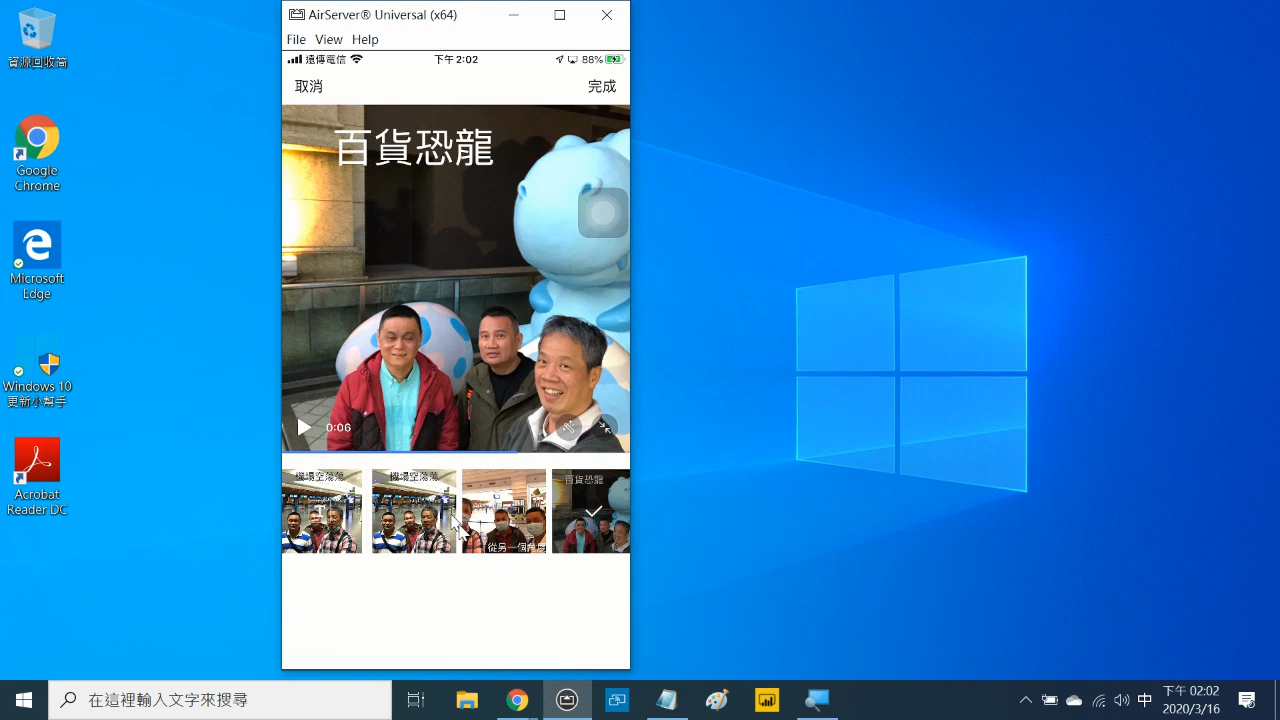 AirServer® Universal (x64)
File View Help
遠傳電信 下午 2:02 88%
取消 完成
百貨恐龍
0:06
機場空蕩蕩 機場空蕩蕩 從另一個角度 百貨恐龍
資源回收筒
Google
Chrome
Microsoft
Edge
Windows 10
更新小幫手
Acrobat
Reader DC
在這裡輸入文字來搜尋
中
下午 02:02
2020/3/16